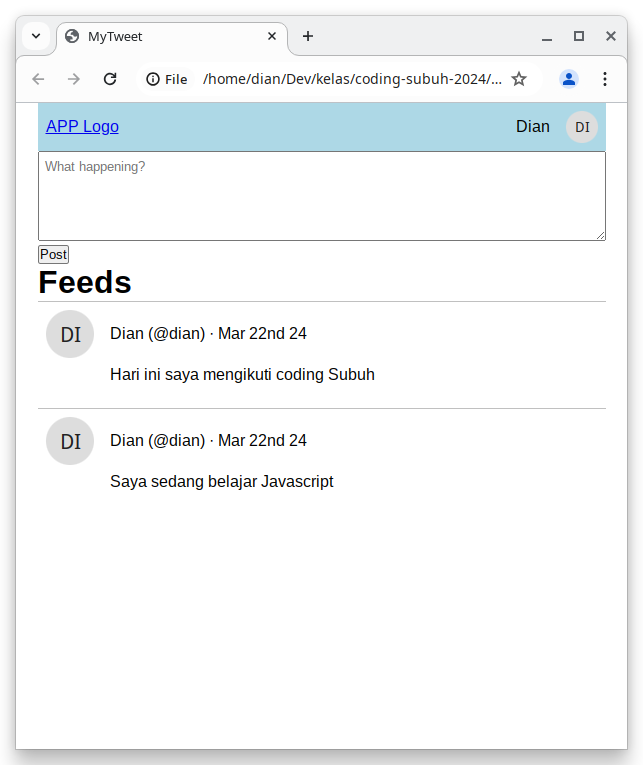 MyTweet
File /home/dian/Dev/kelas/coding-subuh-2024/...
APP Logo Dian DI
What happening?
Post
Feeds
DI Dian (@dian) · Mar 22nd 24
Hari ini saya mengikuti coding Subuh
DI Dian (@dian) · Mar 22nd 24
Saya sedang belajar Javascript